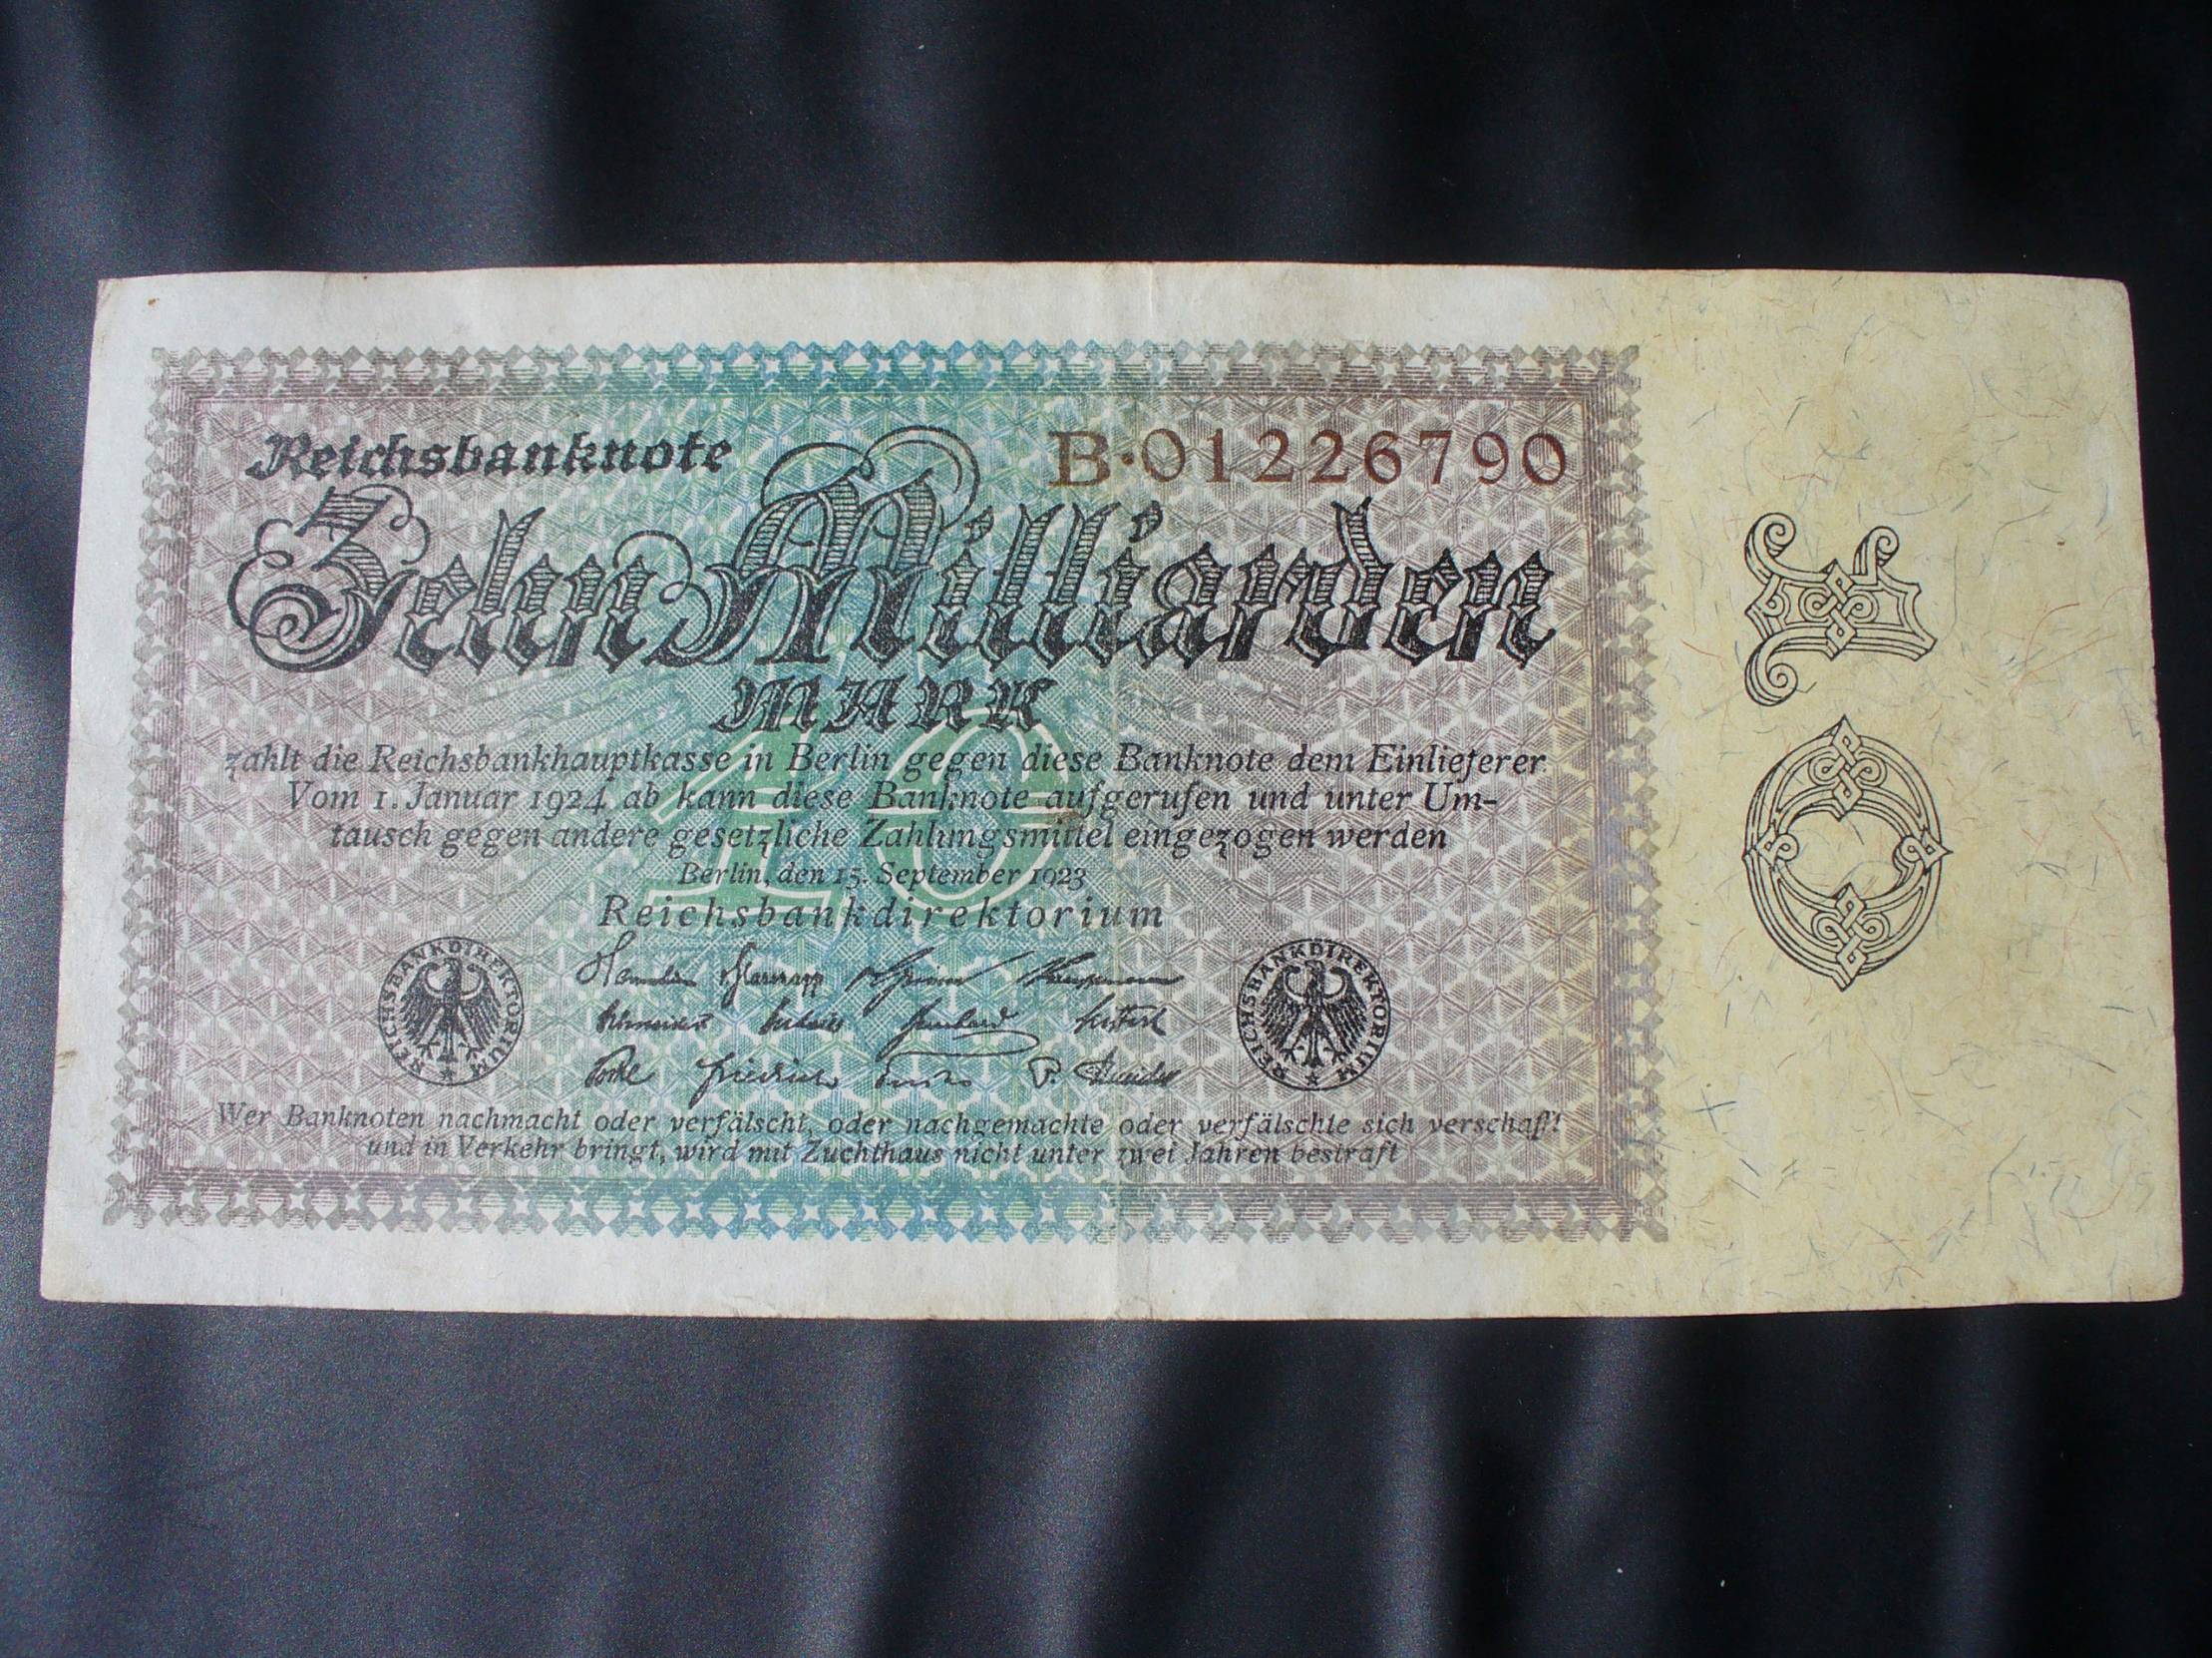 Reichsbanknote
B·01226790
Zehn Milliarden
MARK
10
zahlt die Reichsbankhauptkasse in Berlin gegen diese Banknote dem Einlieferer
Vom 1. Januar 1924 ab kann diese Banknote aufgerufen und unter Um-
tausch gegen andere gesetzliche Zahlungsmittel eingezogen werden
Berlin, den 15. September 1923
Reichsbankdirektorium
REICHSBANKDIREKTORIUM
REICHSBANKDIREKTORIUM
Wer Banknoten nachmacht oder verfälscht, oder nachgemachte oder verfälschte sich verschafft
und in Verkehr bringt, wird mit Zuchthaus nicht unter zwei Jahren bestraft
10